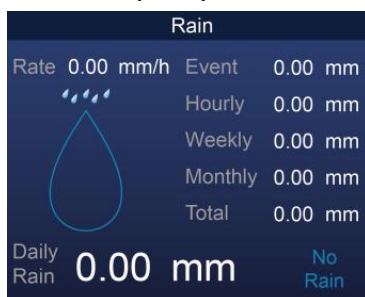 Rain
Rate 0.00 mm/h
Event 0.00 mm
Hourly 0.00 mm
Weekly 0.00 mm
Monthly 0.00 mm
Total 0.00 mm
Daily
Rain 0.00 mm
No
Rain